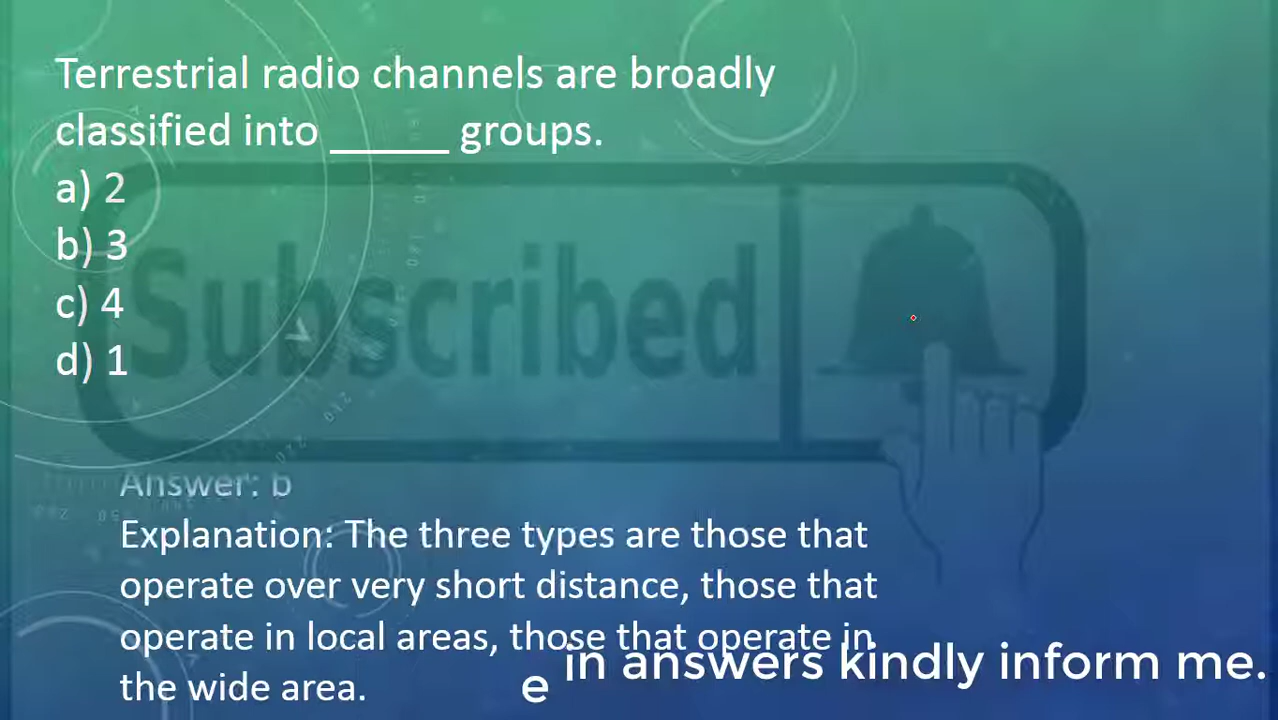 Terrestrial radio channels are broadly
classified into _____ groups.
a) 2
b) 3
c) 4
d) 1
Subscribed
Answer: b
Explanation: The three types are those that
operate over very short distance, those that
operate in local areas, those that operate in
the wide area.
e in answers kindly inform me.